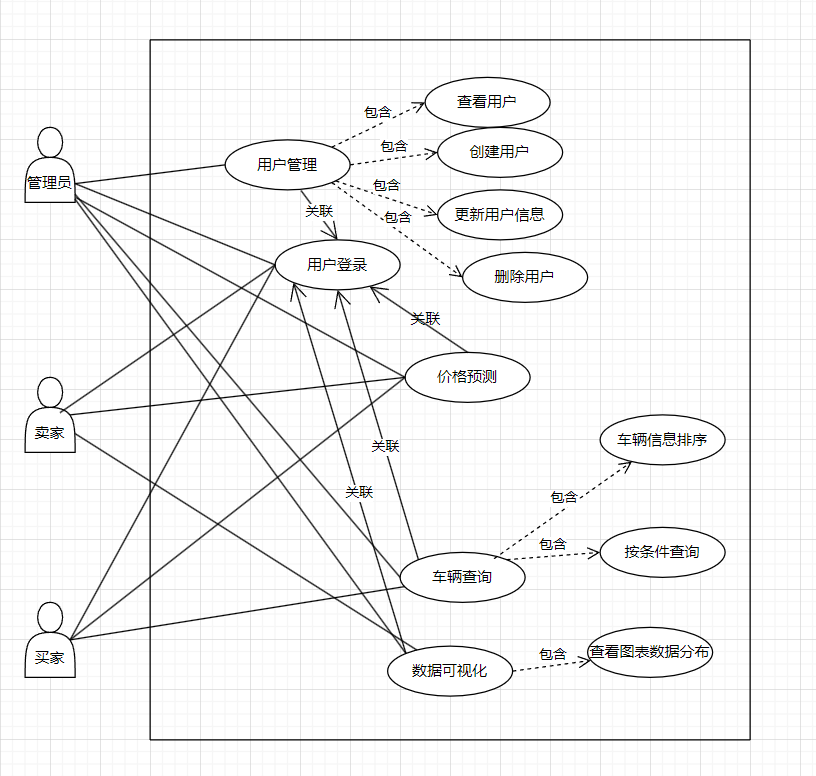 查看用户
包含
管理员
用户管理
包含
创建用户
包含
更新用户信息
关联
包含
用户登录
删除用户
关联
价格预测
卖家
车辆信息排序
关联
关联
包含
包含
按条件查询
车辆查询
买家
数据可视化
包含
查看图表数据分布